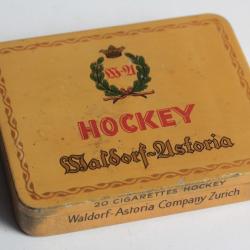 W-A
HOCKEY
Waldorf-Astoria
20 CIGARETTES HOCKEY
Waldorf-Astoria Company Zurich